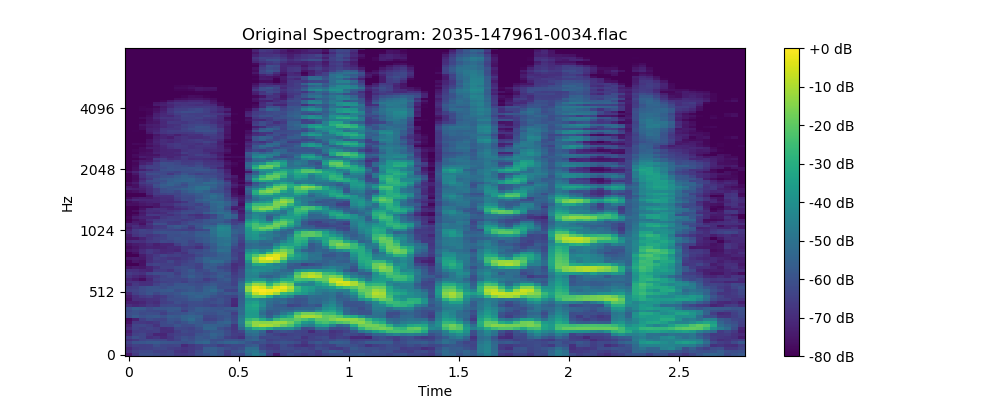 Original Spectrogram: 2035-147961-0034.flac
Hz
4096
2048
1024
512
0
0
0.5
1
1.5
2
2.5
Time
+0 dB
-10 dB
-20 dB
-30 dB
-40 dB
-50 dB
-60 dB
-70 dB
-80 dB